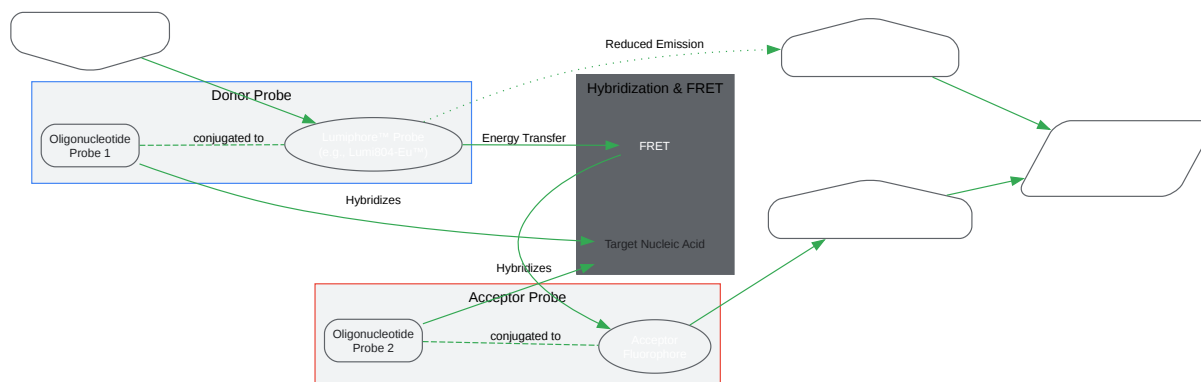 Reduced Emission
Donor Probe
Hybridization & FRET
Oligonucleotide
Probe 1
conjugated to
Lumiphore™ Probe
(e.g., Lumi604-Eu™)
Energy Transfer
FRET
Hybridizes
Target Nucleic Acid
Hybridizes
Acceptor Probe
Oligonucleotide
Probe 2
conjugated to
Acceptor
Fluorophore